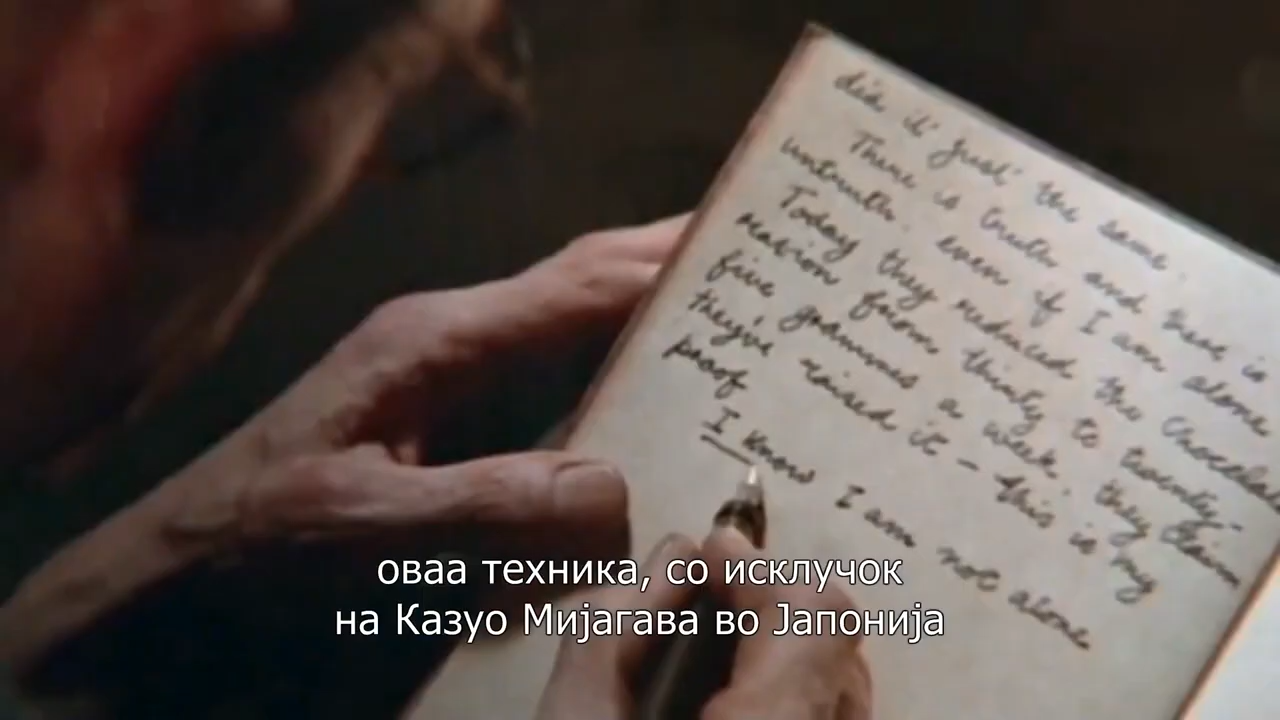 did it just the same.
There is truth and there is
untruth. even if I am alone
Today they reduced the Chocolate
ration from thirty to twenty-
five grammes a week. they claim
they've raised it - this is my
proof
I know I am not alone
оваа техника, со исклучок
на Казуо Мијагава во Јапонија